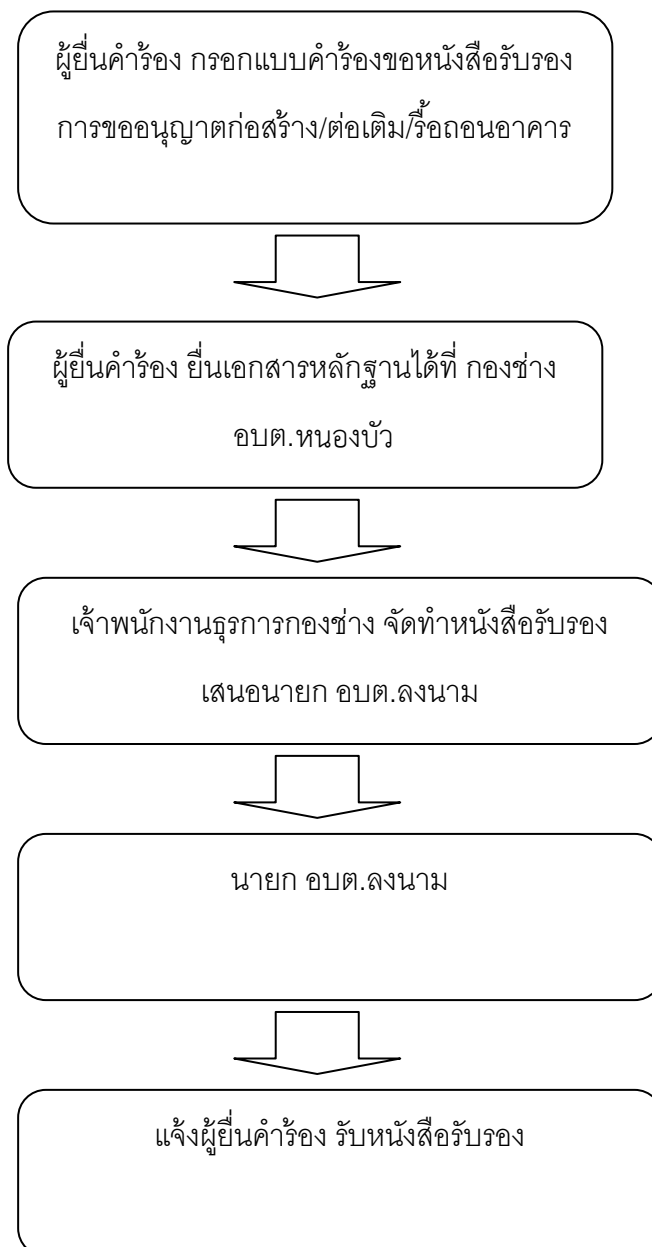 ผู้ยื่นคำร้อง กรอกแบบคำร้องขอหนังสือรับรอง
การขออนุญาตก่อสร้าง/ต่อเติม/รื้อถอนอาคาร
ผู้ยื่นคำร้อง ยื่นเอกสารหลักฐานได้ที่ กองช่าง
อบต.หนองบัว
เจ้าพนักงานธุรการกองช่าง จัดทำหนังสือรับรอง
เสนอนายก อบต.ลงนาม
นายก อบต.ลงนาม
แจ้งผู้ยื่นคำร้อง รับหนังสือรับรอง